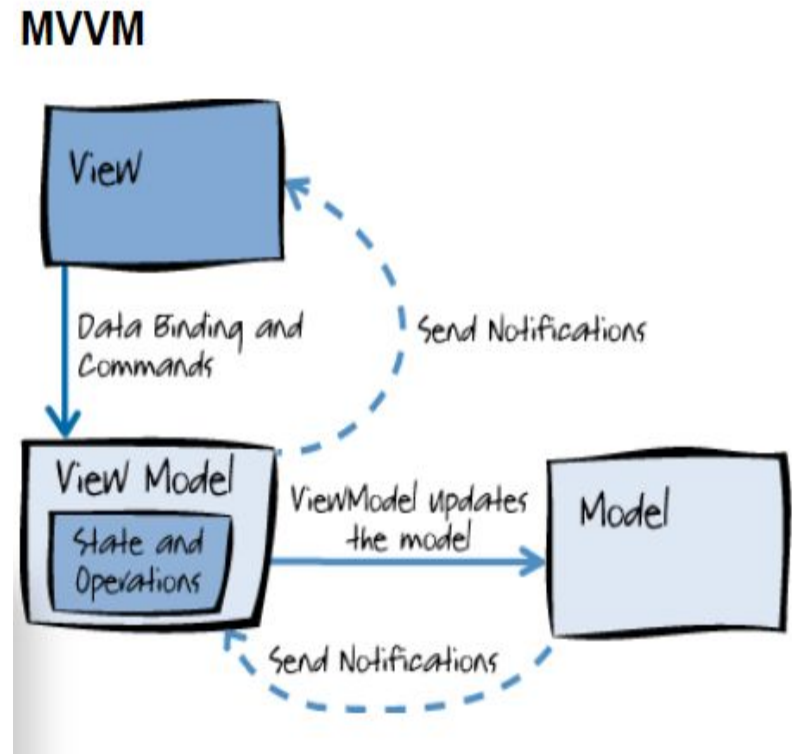 MVVM
View
Data Binding and
Commands
Send Notifications
View Model
State and
Operations
ViewModel updates
the model
Model
Send Notifications